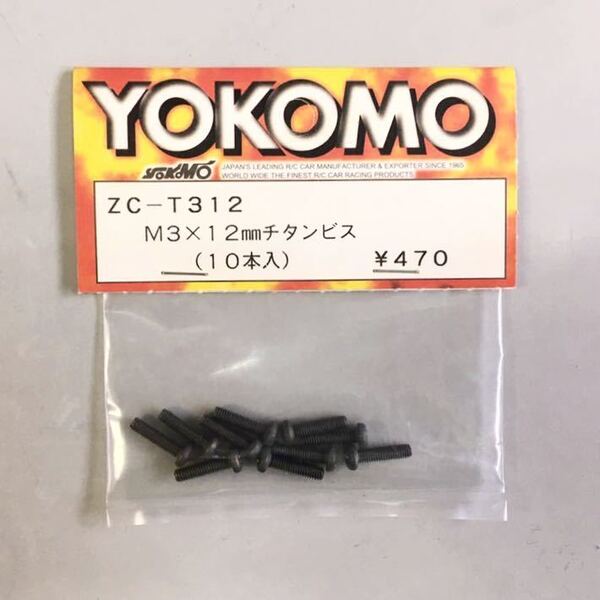 YOKOMO
YOKOMO
JAPAN'S LEADING R/C CAR MANUFACTURER & EXPORTER SINCE 1965
WORLD WIDE THE FINEST R/C CAR RACING PRODUCTS.
ZC-T312
M3×12㎜チタンビス
(10本入)
¥470